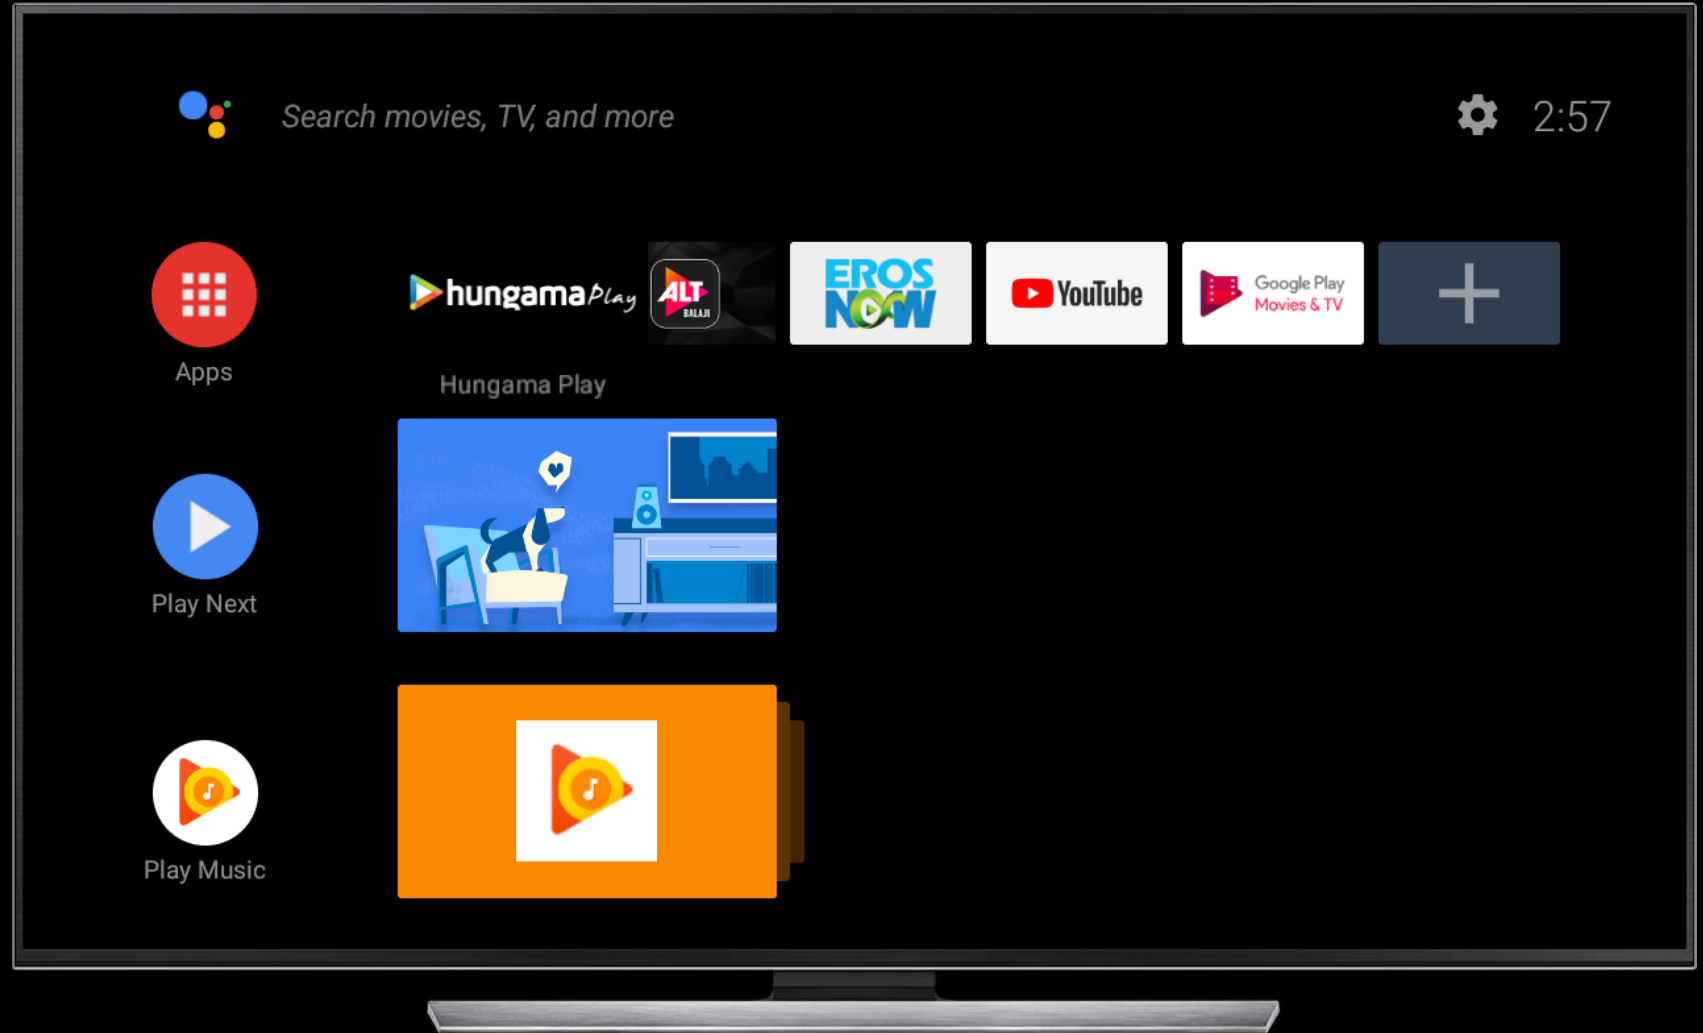 Search movies, TV, and more
2:57
Apps
hungama Play
ALT
BALAJI
EROS
NOW
YouTube
Google Play
Movies & TV
Hungama Play
Play Next
Play Music